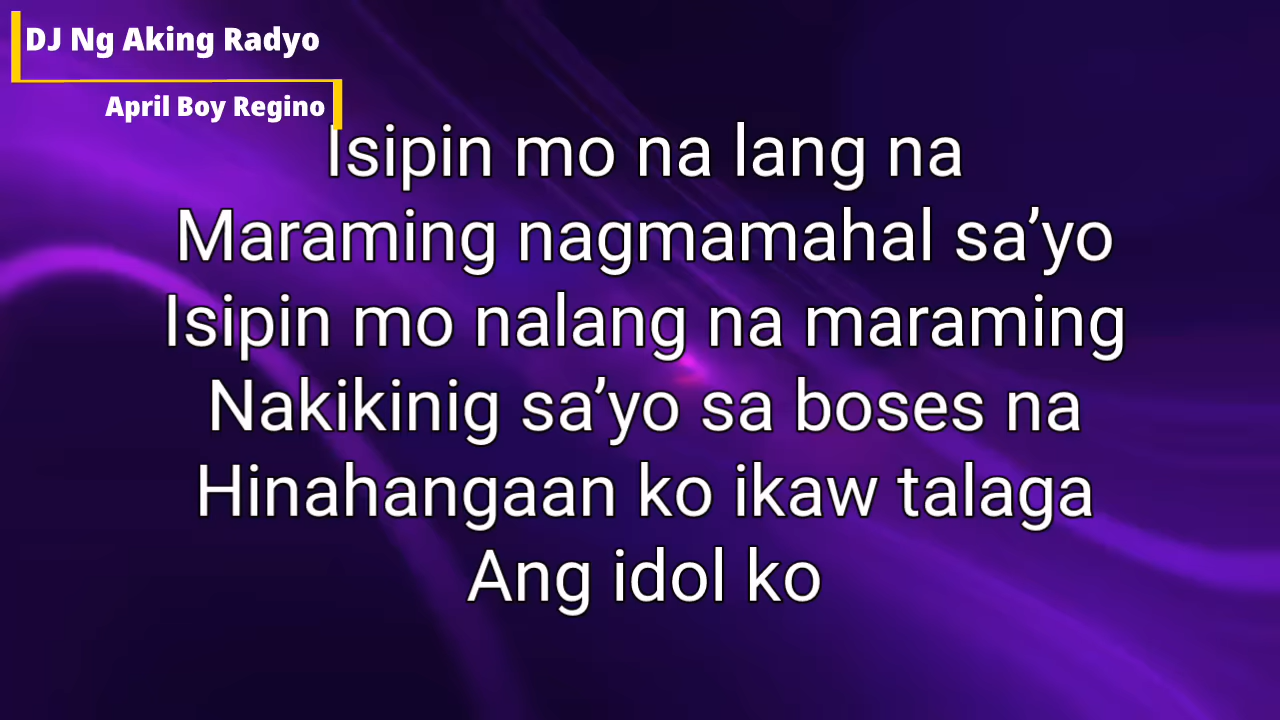 DJ Ng Aking Radyo
April Boy Regino
Isipin mo na lang na
Maraming nagmamahal sa’yo
Isipin mo nalang na maraming
Nakikinig sa’yo sa boses na
Hinahangaan ko ikaw talaga
Ang idol ko